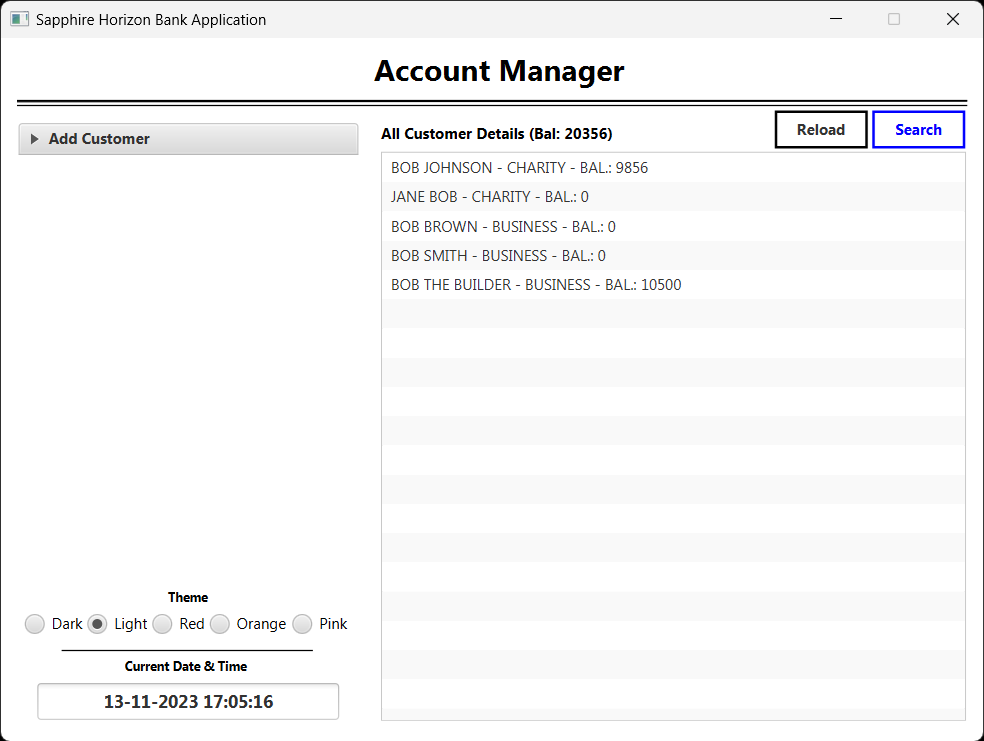 Sapphire Horizon Bank Application
Account Manager
Add Customer
All Customer Details (Bal: 20356)
Reload
Search
BOB JOHNSON - CHARITY - BAL.: 9856
JANE BOB - CHARITY - BAL.: 0
BOB BROWN - BUSINESS - BAL.: 0
BOB SMITH - BUSINESS - BAL.: 0
BOB THE BUILDER - BUSINESS - BAL.: 10500
Theme
Dark Light Red Orange Pink
Current Date & Time
13-11-2023 17:05:16